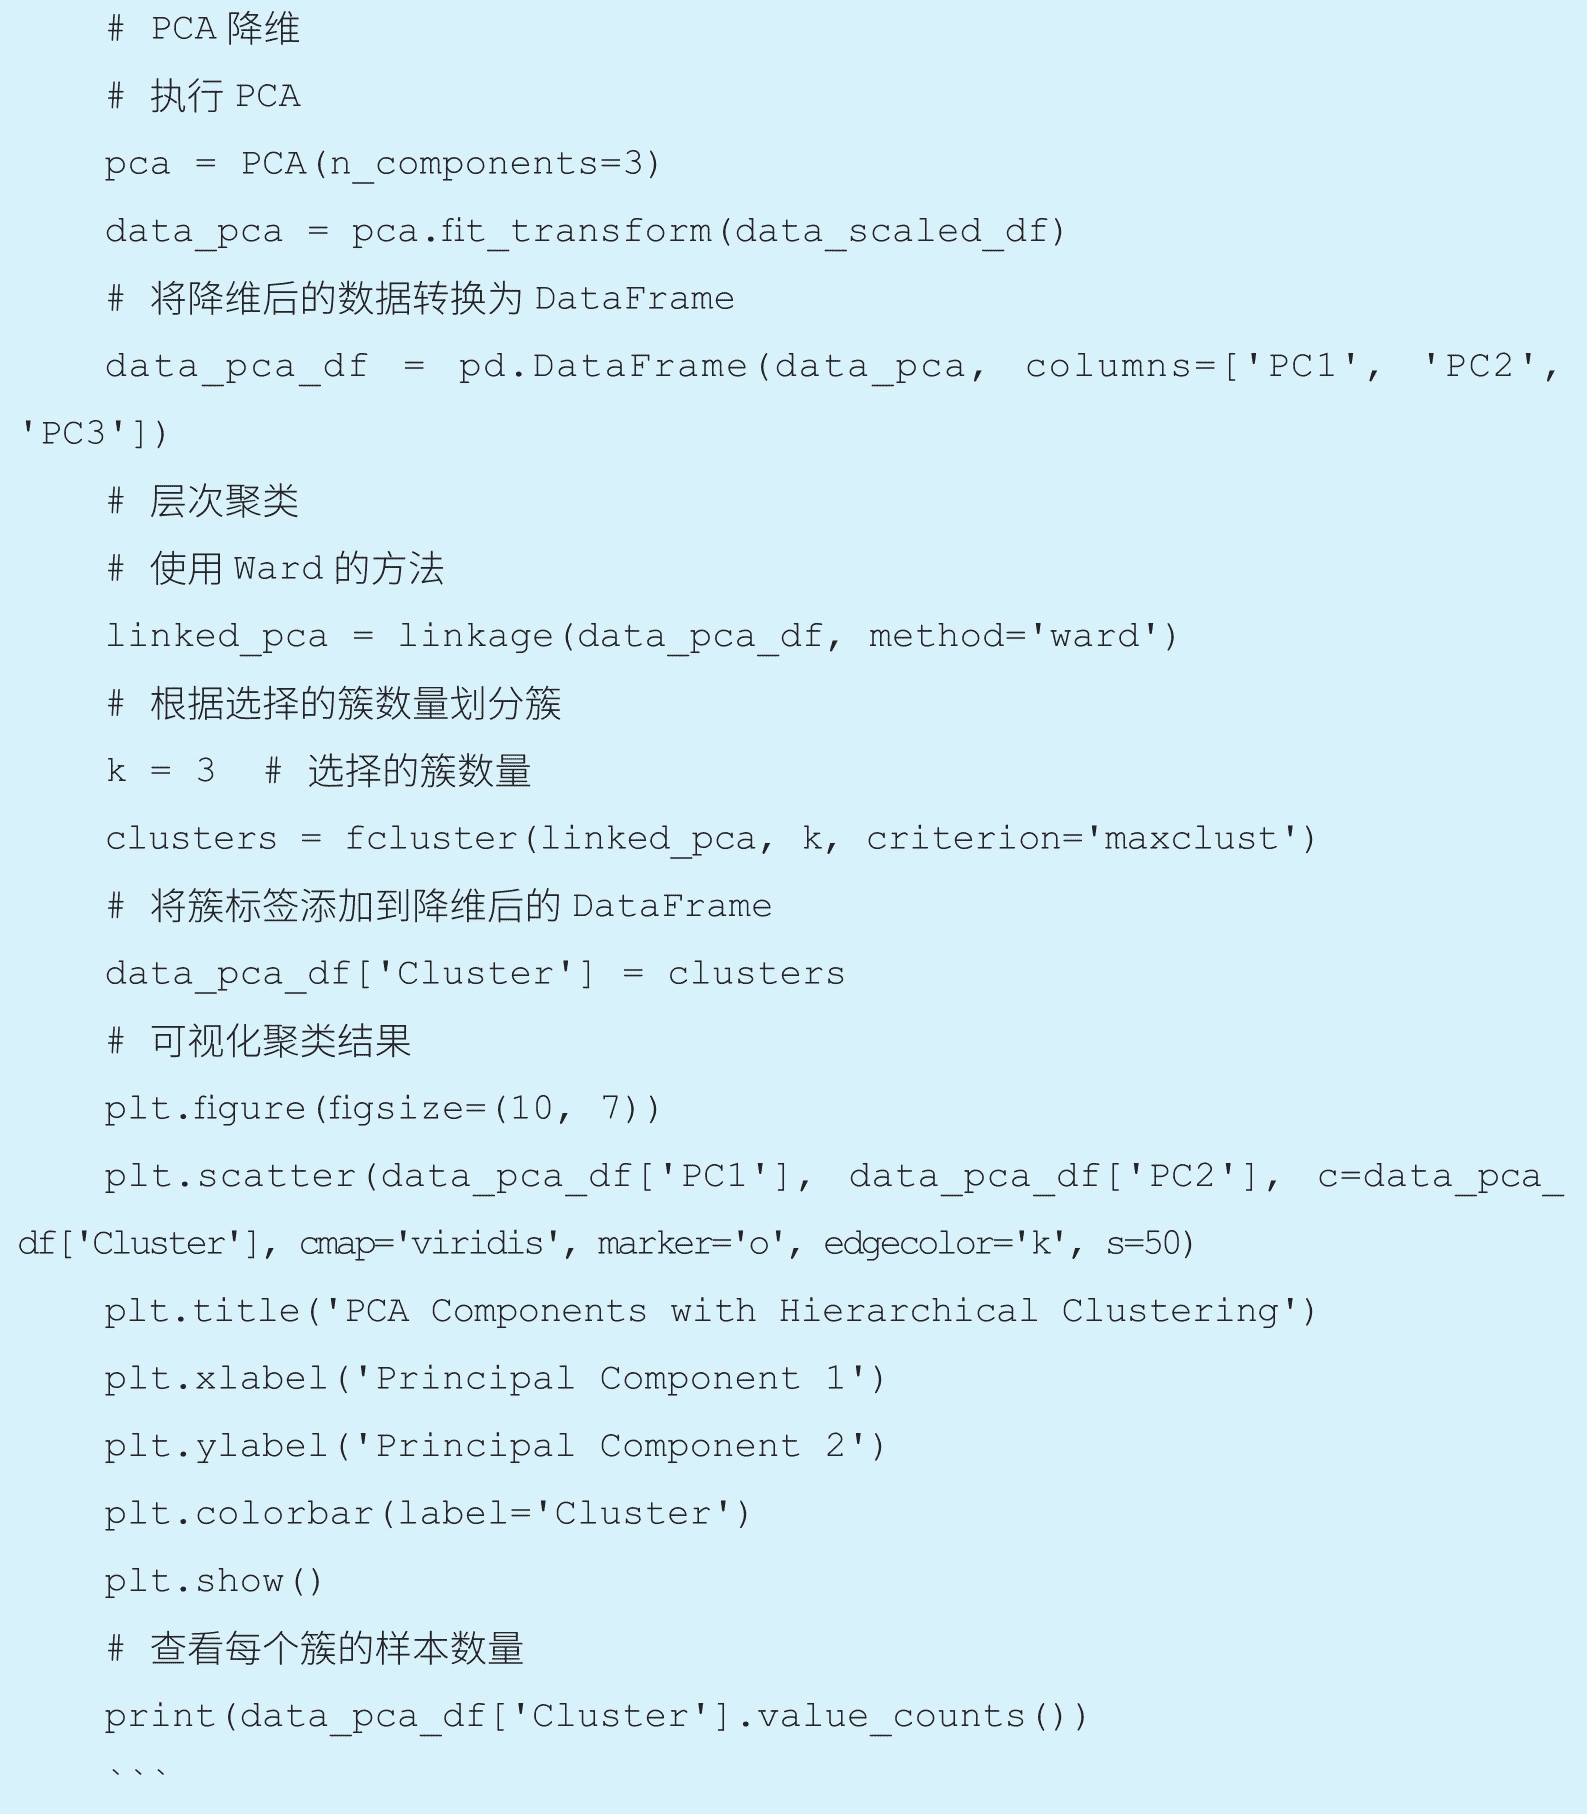 # PCA 降维
# 执行 PCA
pca = PCA(n_components=3)
data_pca = pca.fit_transform(data_scaled_df)
# 将降维后的数据转换为 DataFrame
data_pca_df = pd.DataFrame(data_pca, columns=['PC1', 'PC2',
'PC3'])
# 层次聚类
# 使用 Ward 的方法
linked_pca = linkage(data_pca_df, method='ward')
# 根据选择的簇数量划分簇
k = 3  # 选择的簇数量
clusters = fcluster(linked_pca, k, criterion='maxclust')
# 将簇标签添加到降维后的 DataFrame
data_pca_df['Cluster'] = clusters
# 可视化聚类结果
plt.figure(figsize=(10, 7))
plt.scatter(data_pca_df['PC1'], data_pca_df['PC2'], c=data_pca_
df['Cluster'], cmap='viridis', marker='o', edgecolor='k', s=50)
plt.title('PCA Components with Hierarchical Clustering')
plt.xlabel('Principal Component 1')
plt.ylabel('Principal Component 2')
plt.colorbar(label='Cluster')
plt.show()
# 查看每个簇的样本数量
print(data_pca_df['Cluster'].value_counts())
```